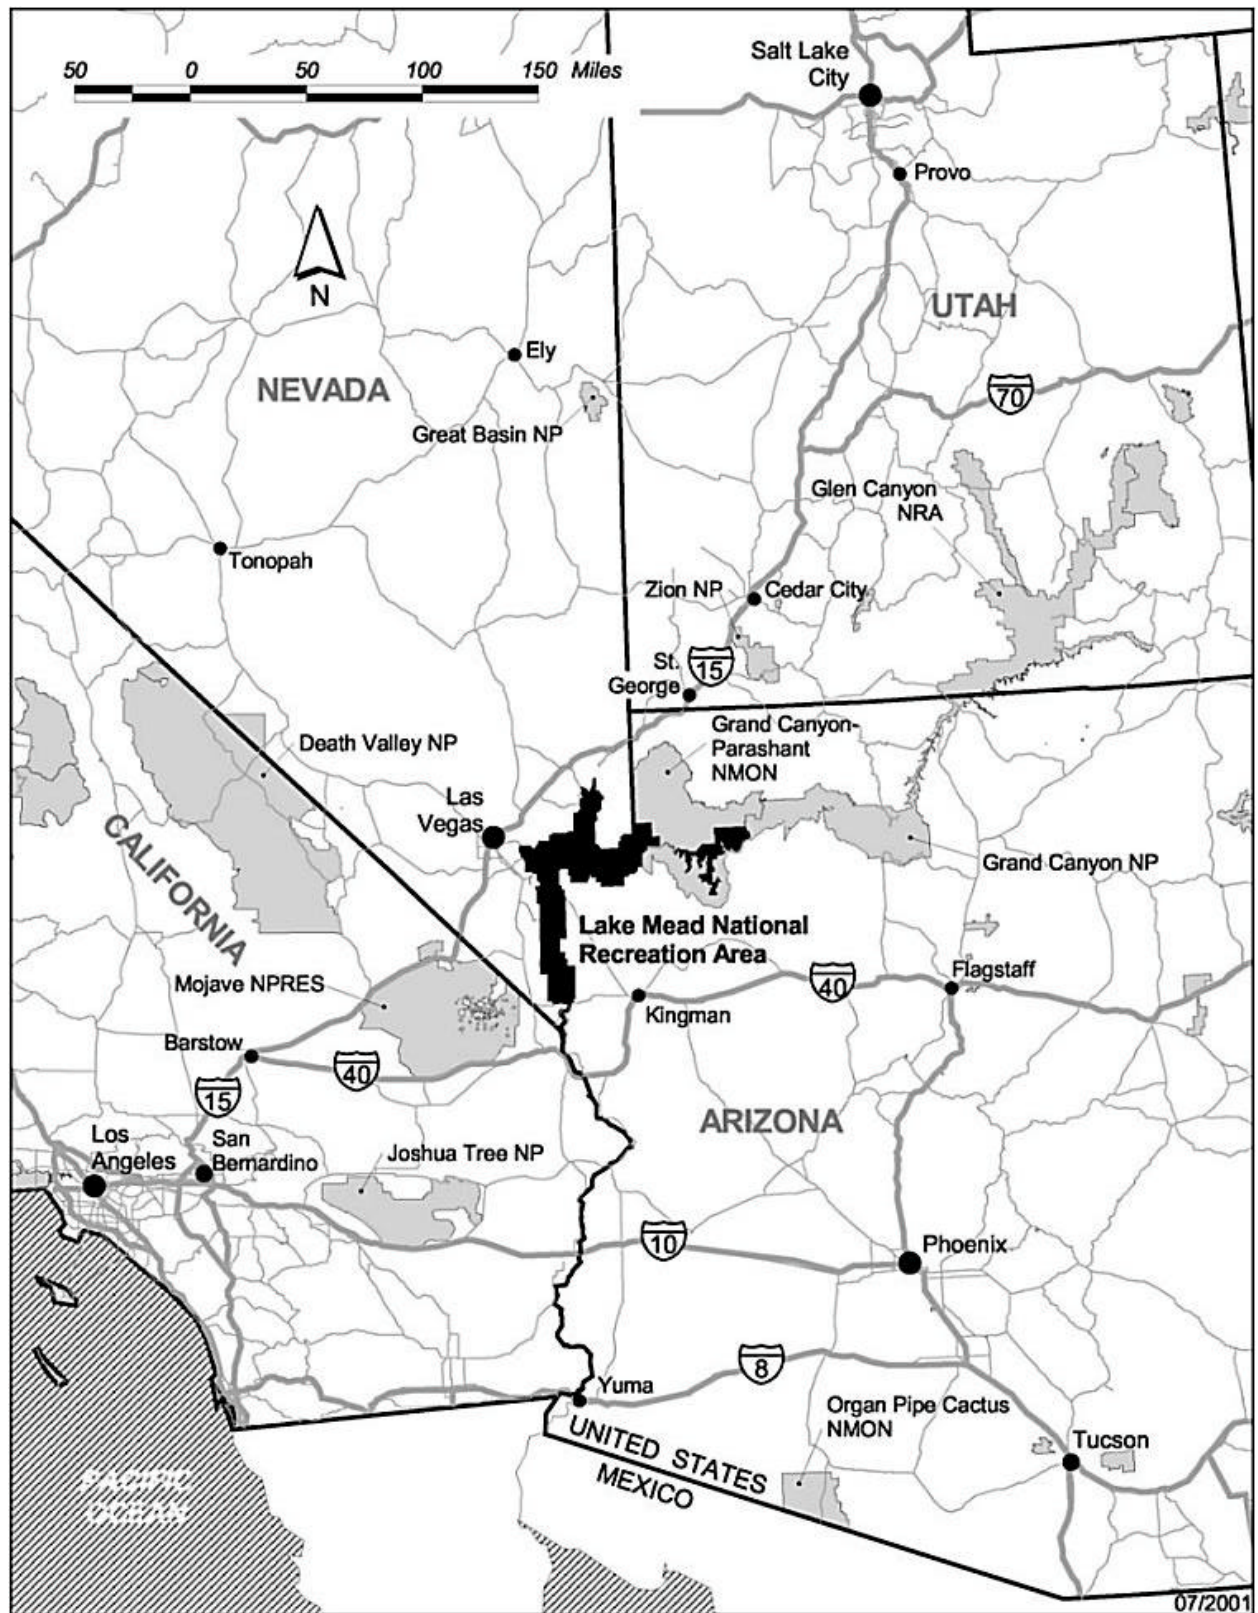 50 0 50 100 150 Miles
Salt Lake
City
Provo
N
UTAH
Ely
NEVADA
70
Great Basin NP
Glen Canyon
NRA
Tonopah
Zion NP
Cedar City
St.
George
15
Grand Canyon-
Parashant
NMON
Death Valley NP
Las
Vegas
CALIFORNIA
Grand Canyon NP
Lake Mead National
Recreation Area
Mojave NPRES
40
Flagstaff
Kingman
Barstow
40
15
ARIZONA
Los
Angeles
San
Bernardino
Joshua Tree NP
10
Phoenix
8
Yuma
Organ Pipe Cactus
NMON
UNITED STATES
MEXICO
Tucson
PACIFIC
OCEAN
07/2001